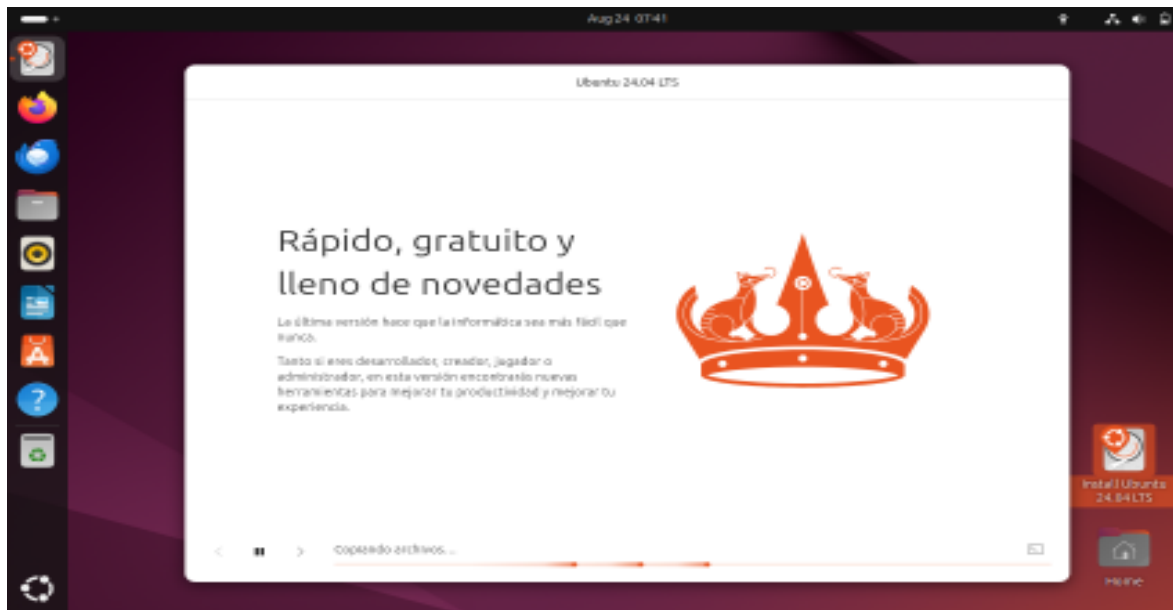 Aug 24 07:41
Ubuntu 24.04 LTS
Rápido, gratuito y
lleno de novedades
La última versión hace que la informática sea más fácil que
nunca.
Tanto si eres desarrollador, creador, jugador o
administrador, en esta versión encontrarás nuevas
herramientas para mejorar tu productividad y mejorar tu
experiencia.
Copiando archivos...
Install Ubuntu
24.04 LTS
Home